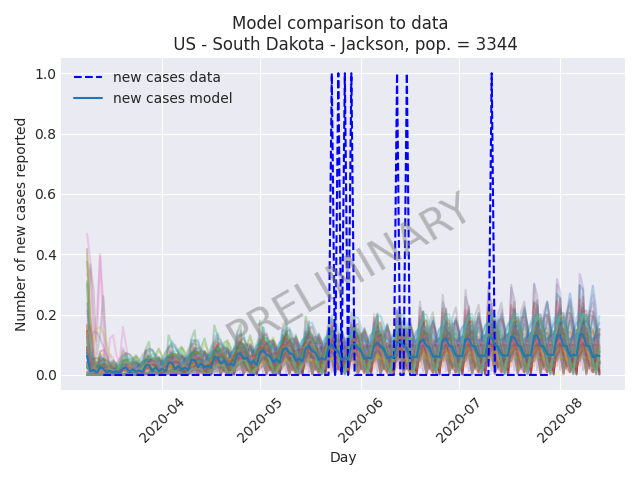 Model comparison to data
US - South Dakota - Jackson, pop. = 3344
new cases data
new cases model
Number of new cases reported
1.0
0.8
0.6
0.4
0.2
0.0
PRELIMINARY
2020-04
2020-05
2020-06
2020-07
2020-08
Day